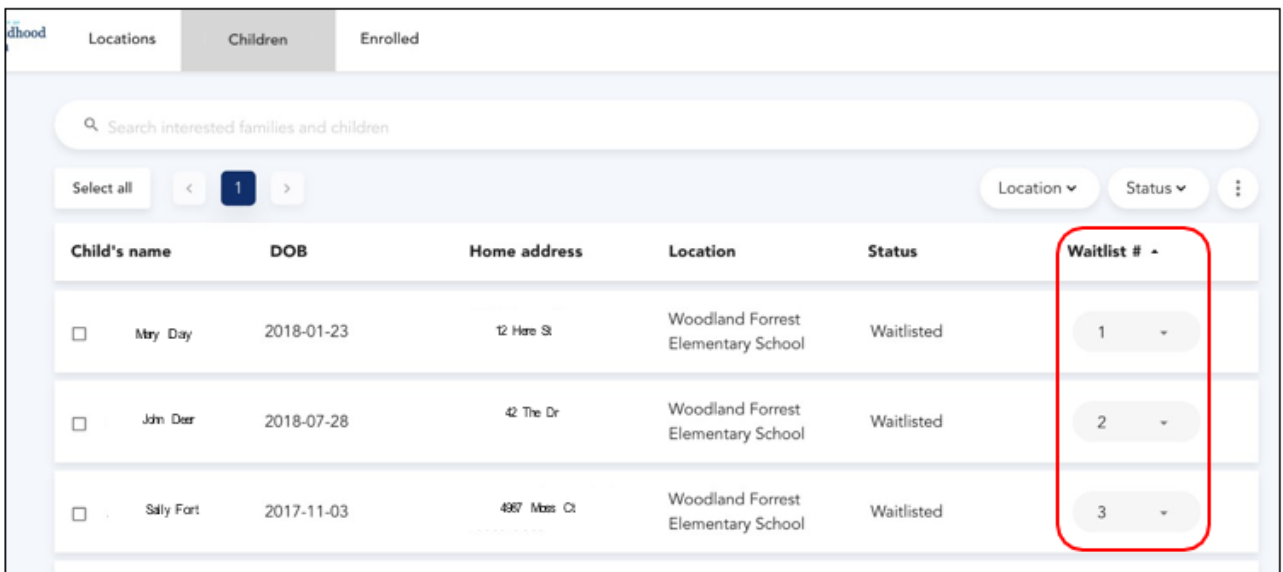 dhood
Locations Children Enrolled
Search interested families and children
Select all < 1 > Location Status
Child's name DOB Home address Location Status Waitlist #
Mary Day 2018-01-23 12 Here St Woodland Forrest Elementary School Waitlisted 1
John Deer 2018-07-28 42 The Dr Woodland Forrest Elementary School Waitlisted 2
Sally Fort 2017-11-03 4967 Moss Ct Woodland Forrest Elementary School Waitlisted 3